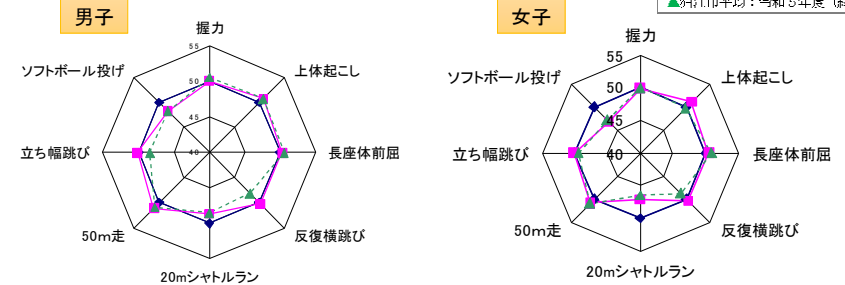 男子
握力
上体起こし
長座体前屈
反復横跳び
20mシャトルラン
50m走
立ち幅跳び
ソフトボール投げ
55
50
45
40
女子
握力
上体起こし
長座体前屈
反復横跳び
20mシャトルラン
50m走
立ち幅跳び
ソフトボール投げ
55
50
45
40